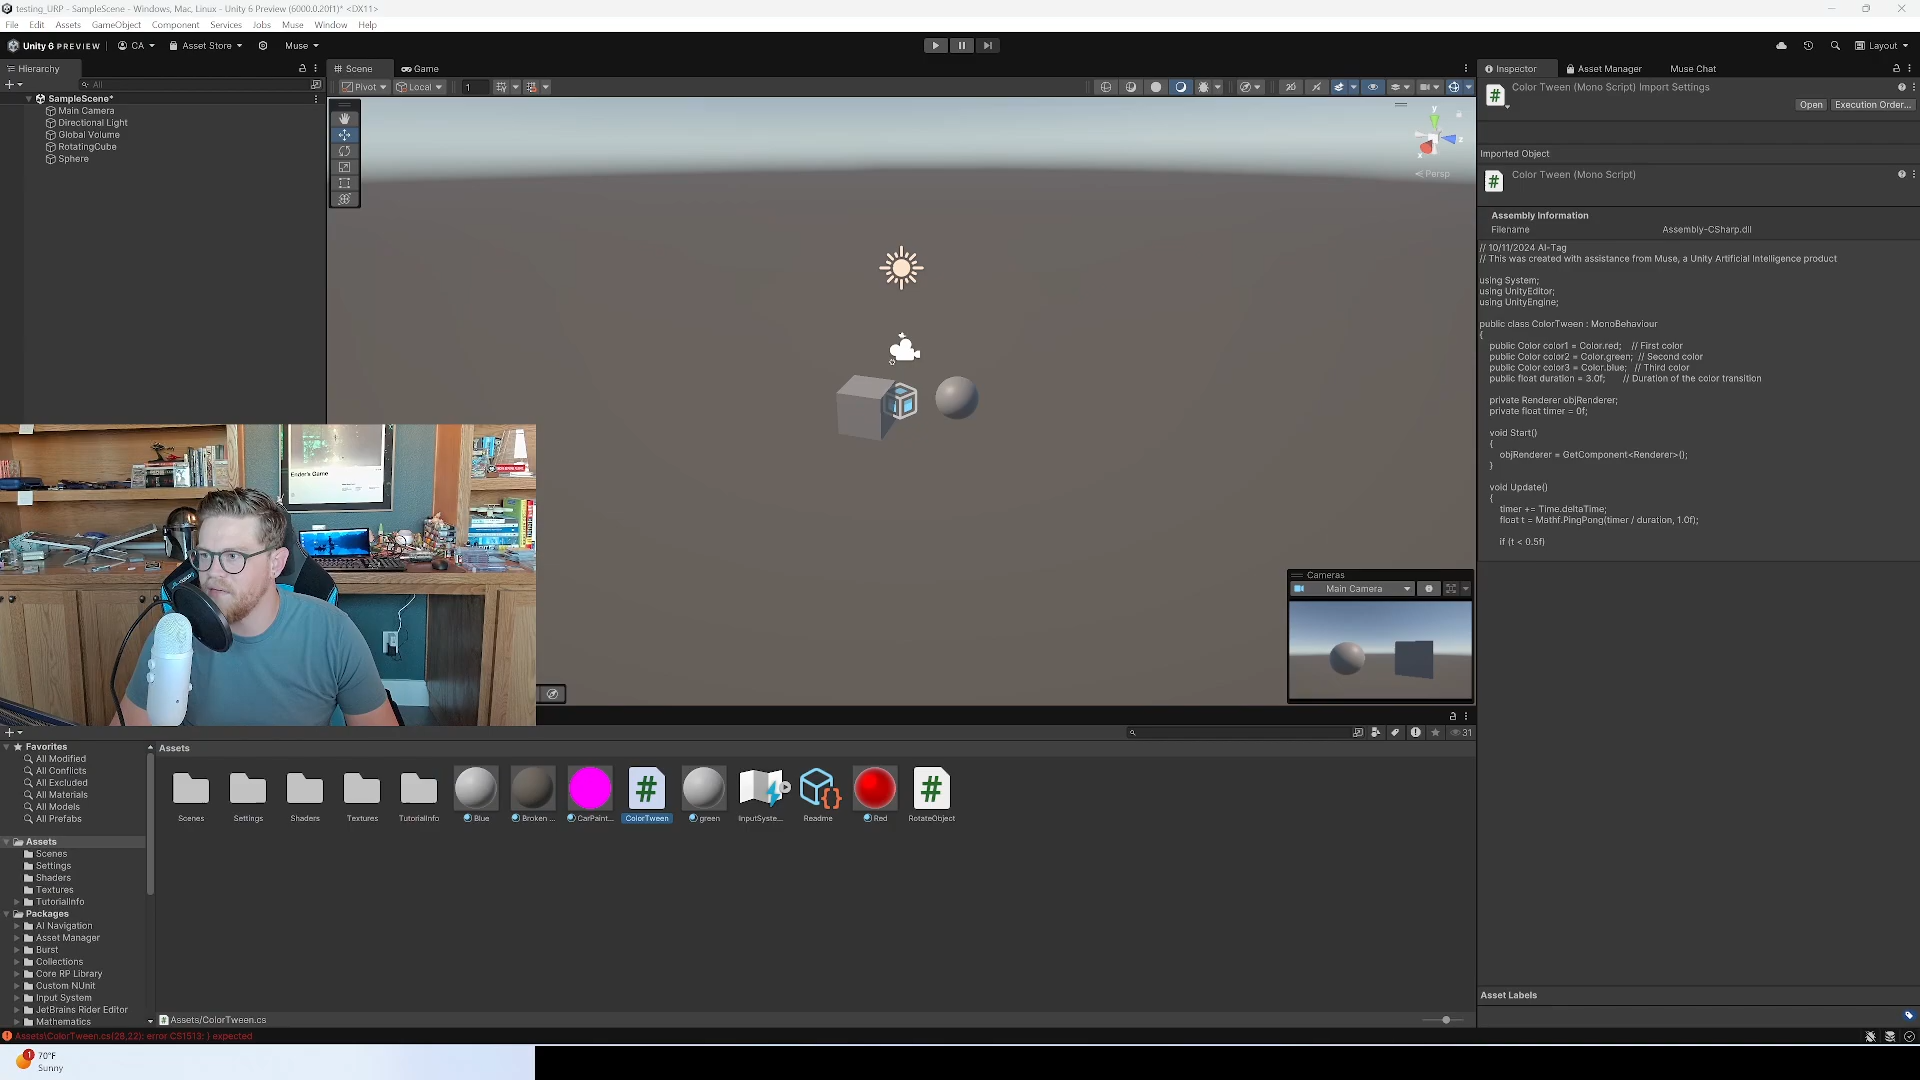 testing_URP - SampleScene - Windows, Mac, Linux - Unity 6 Preview (6000.0.20f1)* <DX11>
File Edit Assets GameObject Component Services Jobs Muse Window Help
Unity 6 PREVIEW CA Asset Store Muse Layout
Hierarchy
All
SampleScene*
Main Camera
Directional Light
Global Volume
RotatingCube
Sphere
Scene Game
Pivot Local 1
y
z
x
Persp
Cameras
Main Camera
Inspector Asset Manager Muse Chat
Color Tween (Mono Script) Import Settings
Open Execution Order...
Imported Object
Color Tween (Mono Script)
Assembly Information
Filename Assembly-CSharp.dll
// 10/11/2024 AI-Tag
// This was created with assistance from Muse, a Unity Artificial Intelligence product
using System;
using UnityEditor;
using UnityEngine;
public class ColorTween : MonoBehaviour
{
public Color color1 = Color.red; // First color
public Color color2 = Color.green; // Second color
public Color color3 = Color.blue; // Third color
public float duration = 3.0f; // Duration of the color transition
private Renderer objRenderer;
private float timer = 0f;
void Start()
{
objRenderer = GetComponent<Renderer>();
}
void Update()
{
timer += Time.deltaTime;
float t = Mathf.PingPong(timer / duration, 1.0f);
if (t < 0.5f)
Asset Labels
Ender's Game
31
Favorites
All Modified
All Conflicts
All Excluded
All Materials
All Models
All Prefabs
Assets
Scenes
Settings
Shaders
Textures
TutorialInfo
Packages
AI Navigation
Asset Manager
Burst
Collections
Core RP Library
Custom NUnit
Input System
JetBrains Rider Editor
Mathematics
Assets
Scenes Settings Shaders Textures TutorialInfo Blue Broken ... CarPaint... ColorTween green InputSyste... Readme Red RotateObject
Assets/ColorTween.cs
Assets\ColorTween.cs(28,22): error CS1513: } expected
1
70°F
Sunny